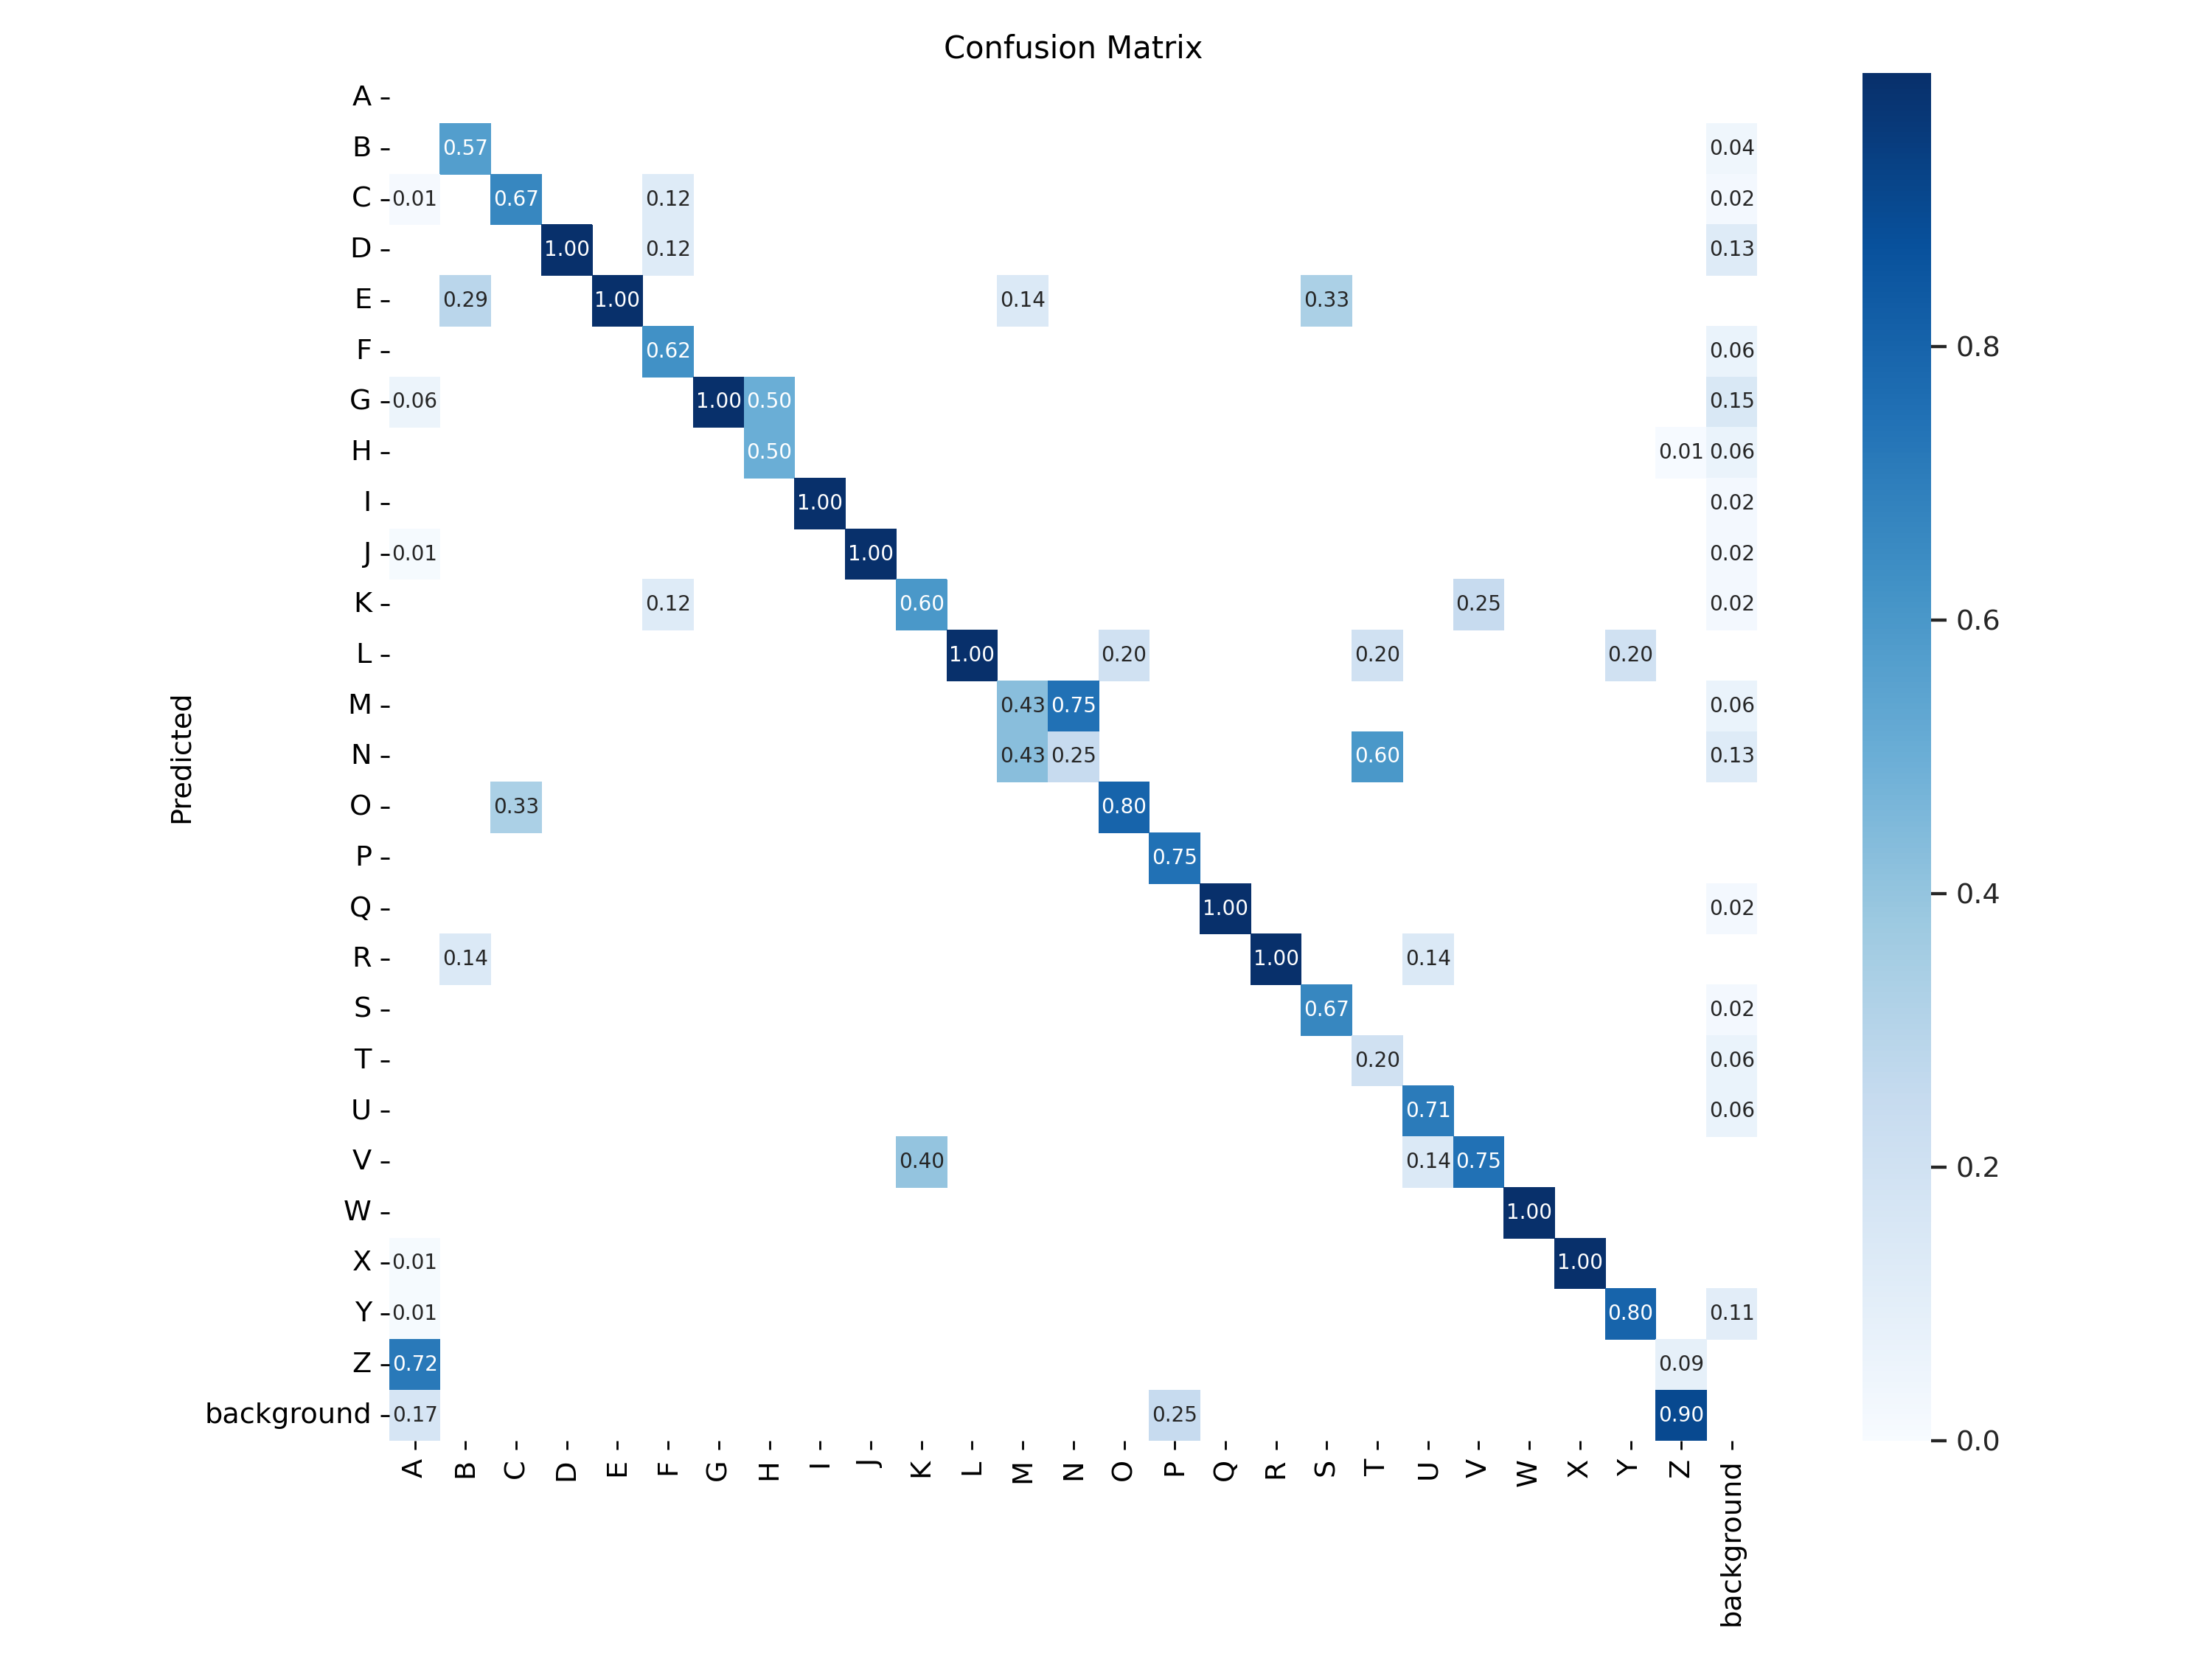 Confusion Matrix
A
B 0.57 0.04
C 0.01 0.67 0.12 0.02
D 1.00 0.12 0.13
E 0.29 1.00 0.14 0.33
F 0.62 0.06
G 0.06 1.00 0.50 0.15
H 0.50 0.01 0.06
I 1.00 0.02
J 0.01 1.00 0.02
K 0.12 0.60 0.25 0.02
L 1.00 0.20 0.20 0.20
M 0.43 0.75 0.06
N 0.43 0.25 0.60 0.13
O 0.33 0.80
P 0.75
Q 1.00 0.02
R 0.14 1.00 0.14
S 0.67 0.02
T 0.20 0.06
U 0.71 0.06
V 0.40 0.14 0.75
W 1.00
X 0.01 1.00
Y 0.01 0.80 0.11
Z 0.72 0.09
background 0.17 0.25 0.90
A B C D E F G H I J K L M N O P Q R S T U V W X Y Z background
Predicted
0.8
0.6
0.4
0.2
0.0